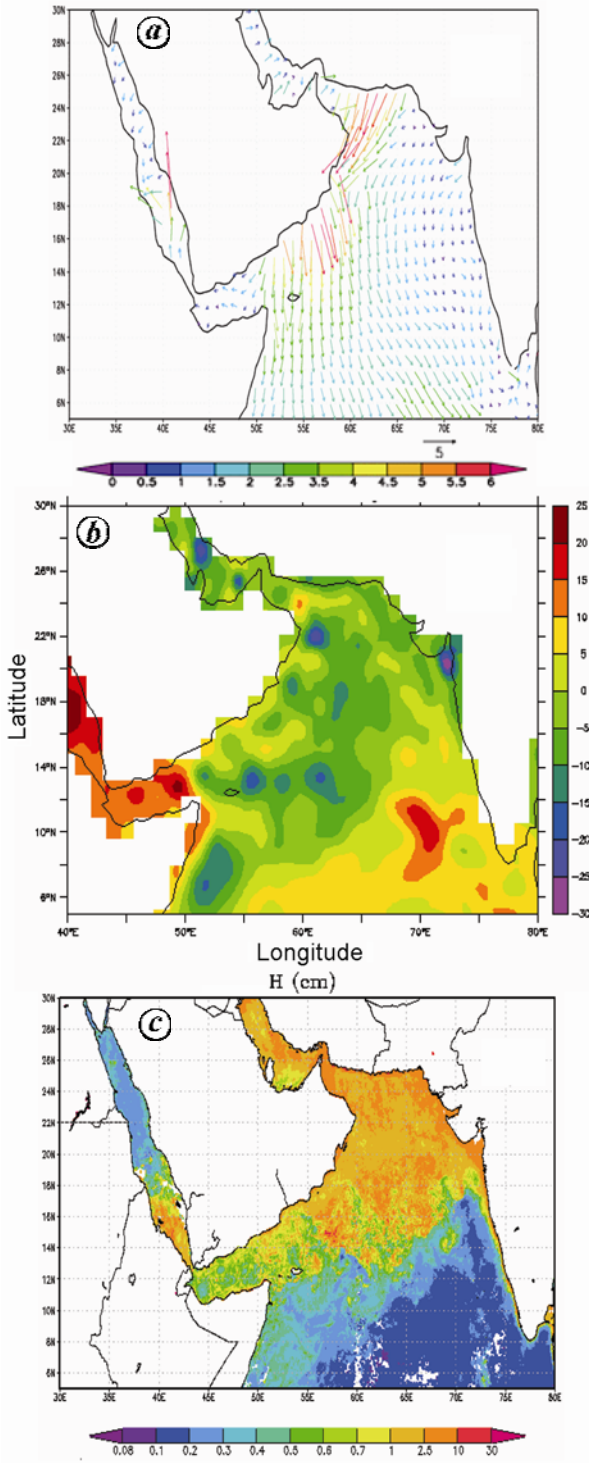 a
30N
28N
26N
24N
22N
20N
18N
16N
14N
12N
10N
8N
6N
30E 35E 40E 45E 50E 55E 60E 65E 70E 75E 80E
5
0 0.5 1 1.5 2 2.5 3.5 4 4.5 5 5.5 6
b
30°N
26°N
22°N
18°N
14°N
10°N
6°N
Latitude
40°E 50°E 60°E 70°E 80°E
Longitude
25
20
15
10
5
0
−5
−10
−15
−20
−25
−30
H (cm)
c
30N
28N
26N
24N
22N
20N
18N
16N
14N
12N
10N
8N
6N
30E 35E 40E 45E 50E 55E 60E 65E 70E 75E 80E
0.08 0.1 0.2 0.3 0.4 0.5 0.6 0.7 1 2.5 10 30